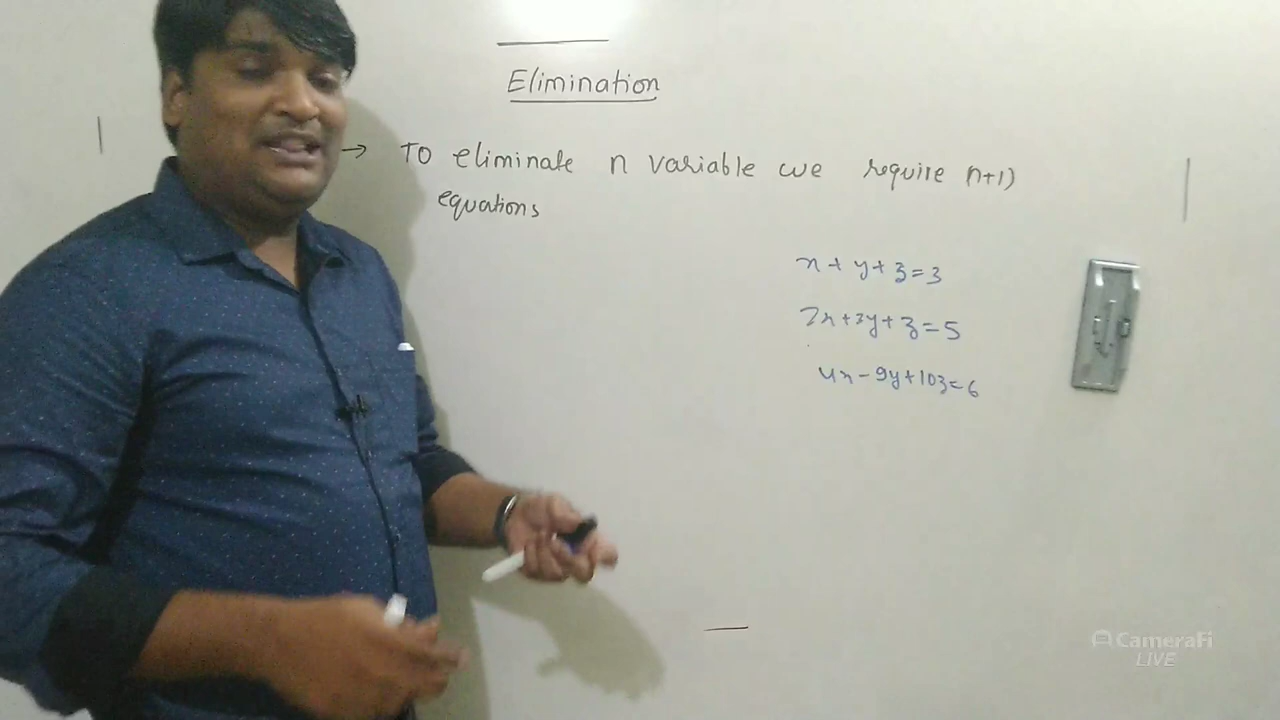 Elimination
→ To eliminate n variable we require (n+1)
equations
x + y + z = 3
2x + 3y + z = 5
4x - 9y + 10z = 6
CameraFi
LIVE